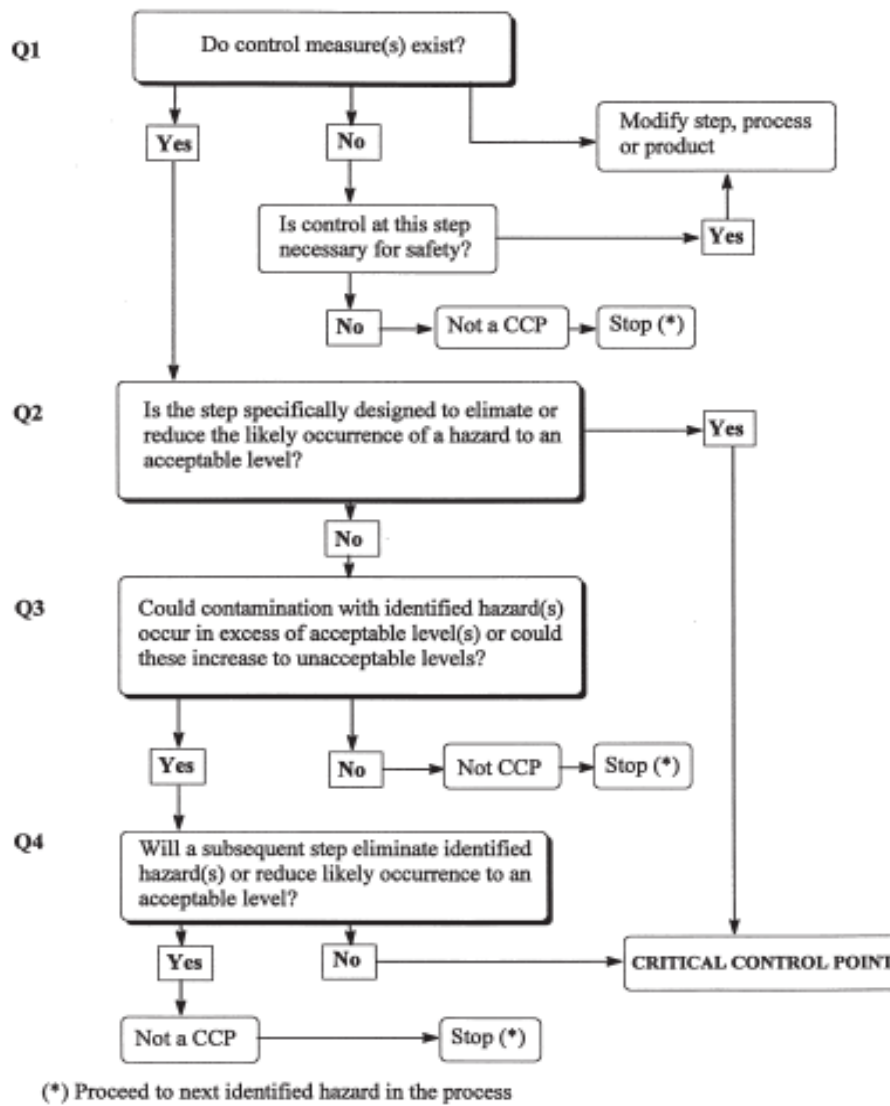 Q1
Do control measure(s) exist?
Yes
No
Modify step, process
or product
Is control at this step
necessary for safety?
Yes
No
Not a CCP
Stop (*)
Q2
Is the step specifically designed to elimate or
reduce the likely occurrence of a hazard to an
acceptable level?
Yes
No
Q3
Could contamination with identified hazard(s)
occur in excess of acceptable level(s) or could
these increase to unacceptable levels?
Yes
No
Not CCP
Stop (*)
Q4
Will a subsequent step eliminate identified
hazard(s) or reduce likely occurrence to an
acceptable level?
Yes
No
CRITICAL CONTROL POINT
Not a CCP
Stop (*)
(*) Proceed to next identified hazard in the process